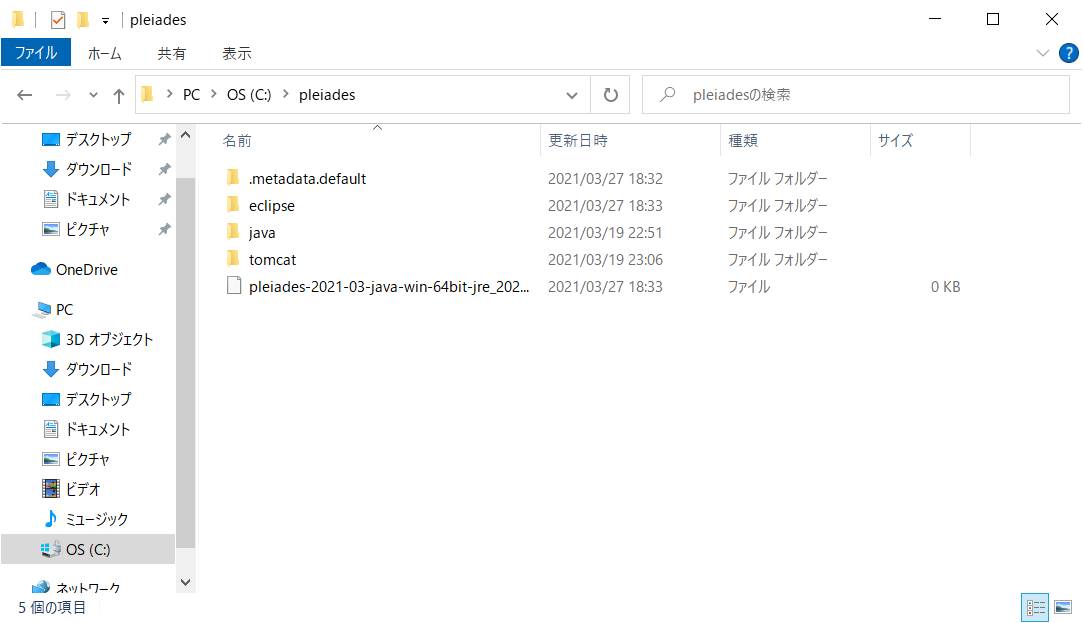 pleiades
ファイル ホーム 共有 表示
PC OS (C:) pleiades pleiadesの検索
名前 更新日時 種類 サイズ
デスクトップ
ダウンロード
ドキュメント
ピクチャ
OneDrive
PC
3D オブジェクト
ダウンロード
デスクトップ
ドキュメント
ピクチャ
ビデオ
ミュージック
OS (C:)
ネットワーク
.metadata.default 2021/03/27 18:32 ファイル フォルダー
eclipse 2021/03/27 18:33 ファイル フォルダー
java 2021/03/19 22:51 ファイル フォルダー
tomcat 2021/03/19 23:06 ファイル フォルダー
pleiades-2021-03-java-win-64bit-jre_202... 2021/03/27 18:33 ファイル 0 KB
5 個の項目